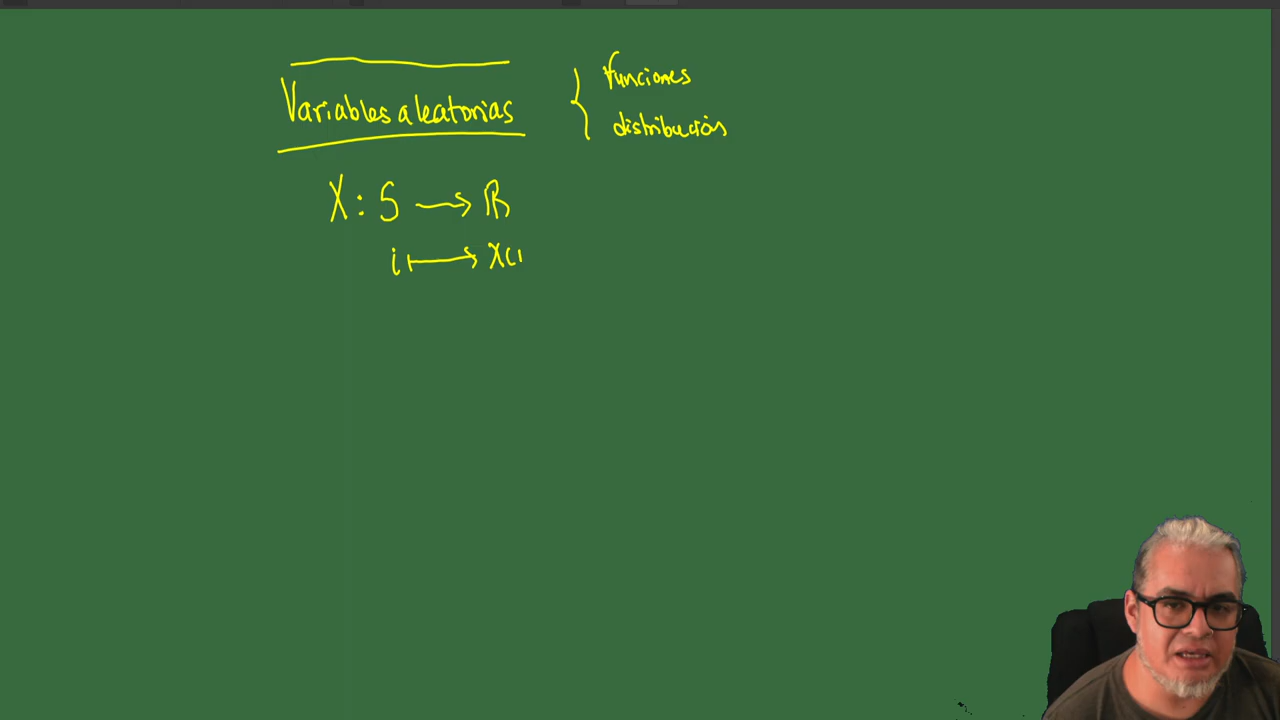 Variables aleatorias
funciones
distribución
X : S → ℝ
i ↦ X(i